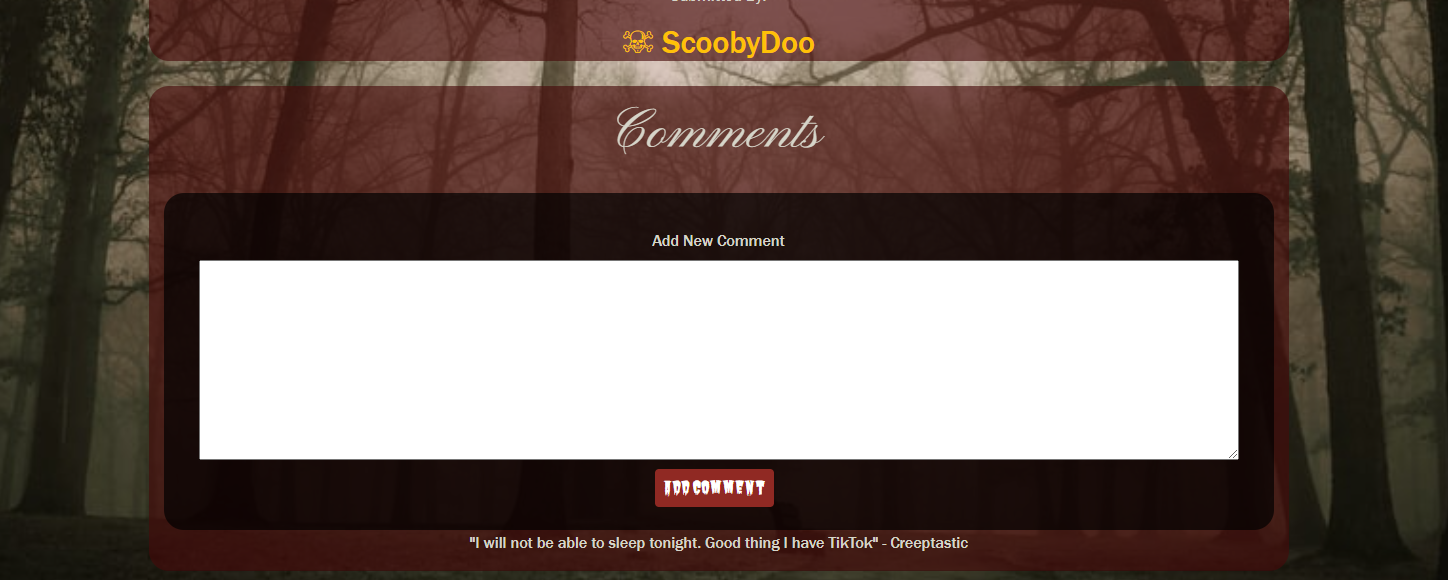 ScoobyDoo
Comments
Add New Comment
ADD COMMENT
"I will not be able to sleep tonight. Good thing I have TikTok" - Creeptastic